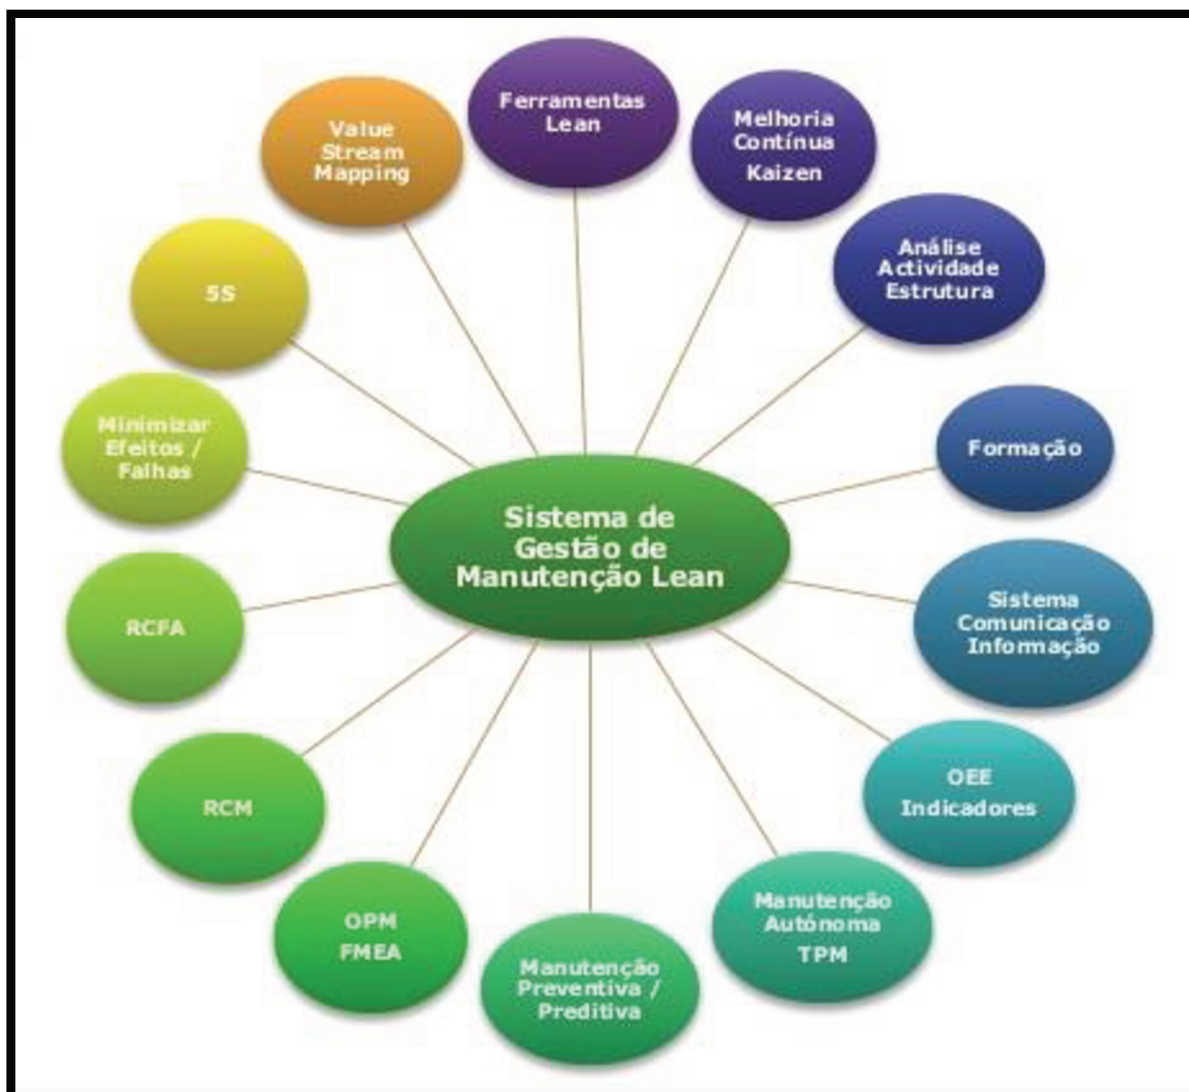 Ferramentas
Lean
Melhoria
Contínua
Kaizen
Análise
Actividade
Estrutura
Formação
Sistema
Comunicação
Informação
OEE
Indicadores
Manutenção
Autónoma
TPM
Manutenção
Preventiva /
Preditiva
OPM
FMEA
RCM
RCFA
Minimizar
Efeitos /
Falhas
5S
Value
Stream
Mapping
Sistema de
Gestão de
Manutenção Lean